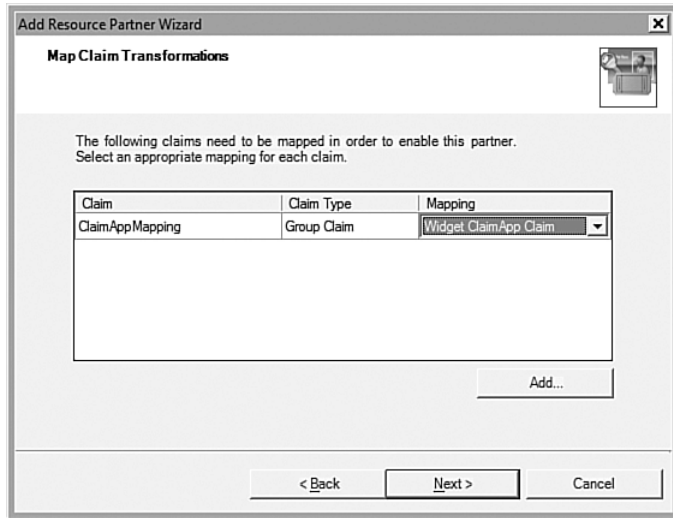 Add Resource Partner Wizard
Map Claim Transformations
The following claims need to be mapped in order to enable this partner.
Select an appropriate mapping for each claim.
Claim Claim Type Mapping
ClaimAppMapping Group Claim Widget ClaimApp Claim
Add...
< Back Next > Cancel